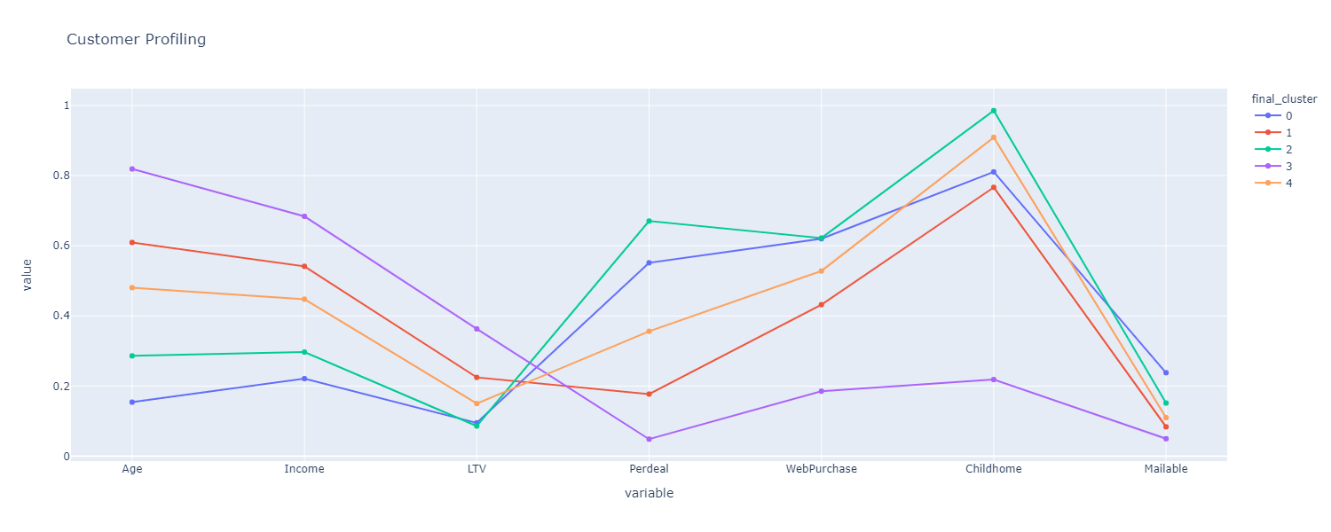 Customer Profiling
final_cluster
0
1
2
3
4
value
1
0.8
0.6
0.4
0.2
0
Age Income LTV Perdeal WebPurchase Childhome Mailable
variable